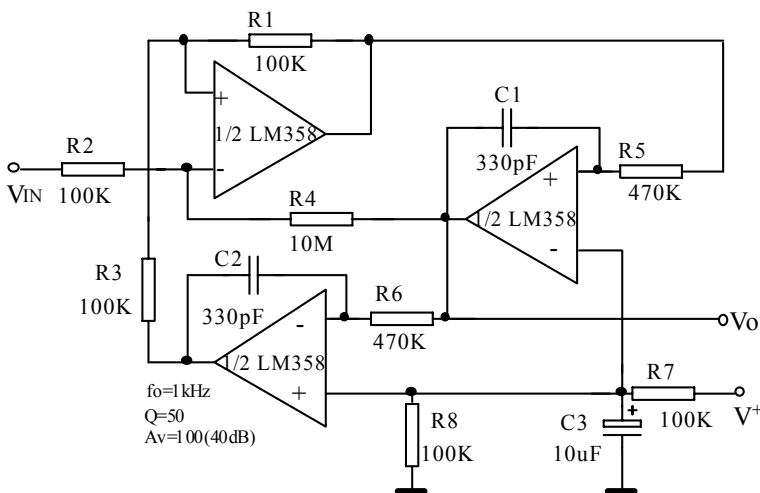 R1
100K
+
1/2 LM358
-
R2
VIN
100K
C1
330pF
R5
470K
+
1/2 LM358
-
R4
10M
R3
100K
C2
330pF
-
1/2 LM358
+
R6
470K
Vo
fo=1kHz
Q=50
Av=100(40dB)
R8
100K
C3
+
10uF
R7
100K
V+